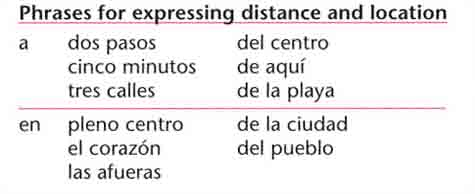 Phrases for expressing distance and location
a dos pasos del centro
cinco minutos de aquí
tres calles de la playa
en pleno centro de la ciudad
el corazón del pueblo
las afueras